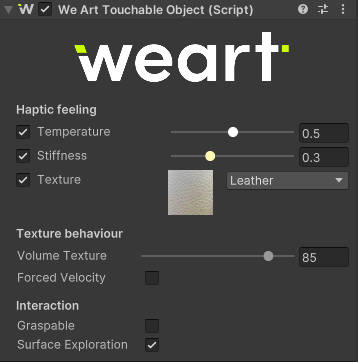 We Art Touchable Object (Script)
weart
Haptic feeling
Temperature 0.5
Stiffness 0.3
Texture Leather
Texture behaviour
Volume Texture 85
Forced Velocity
Interaction
Graspable
Surface Exploration